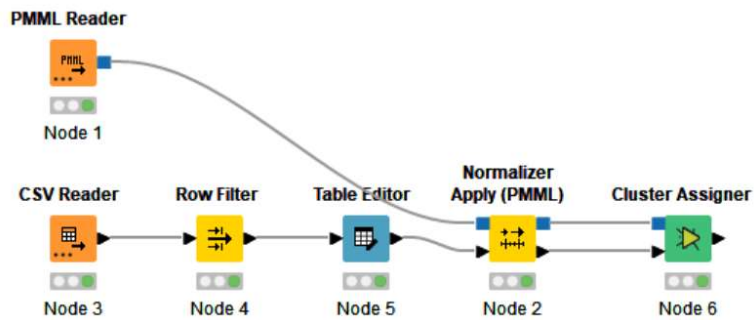 PMML Reader
PMML
Node 1
CSV Reader
Row Filter
Table Editor
Normalizer
Apply (PMML)
Cluster Assigner
Node 3
Node 4
Node 5
Node 2
Node 6